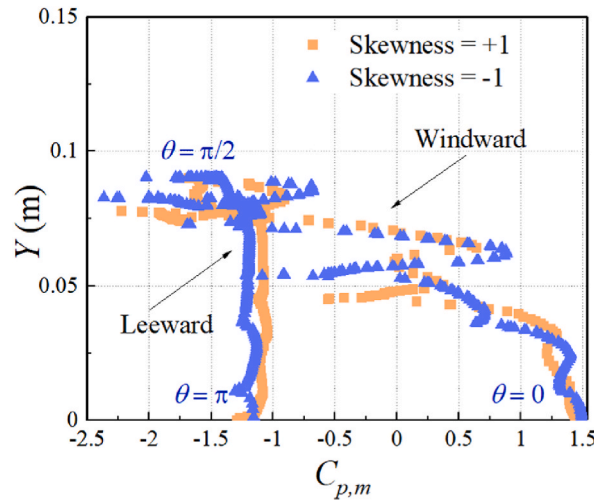 0.15
Skewness = +1
Skewness = -1
θ = π/2
Windward
0.1
Y (m)
0.05
Leeward
θ = π
θ = 0
0
-2.5 -2 -1.5 -1 -0.5 0 0.5 1 1.5
Cp,m